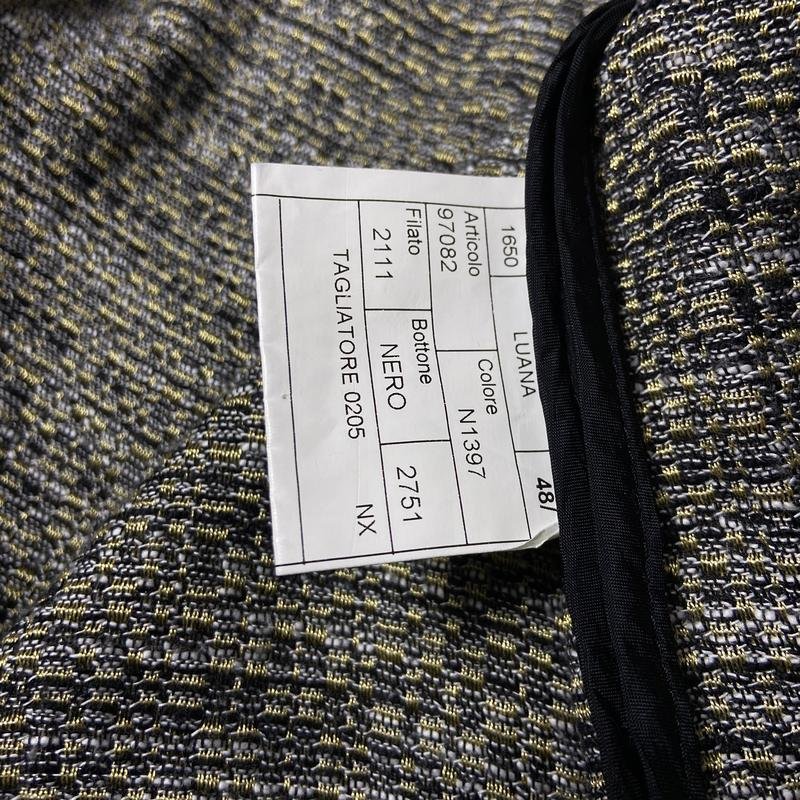 1650 LUANA 48/
Articolo Colore
97082 N1397
Filato Bottone
2111 NERO 2751
TAGLIATORE 0205 NX